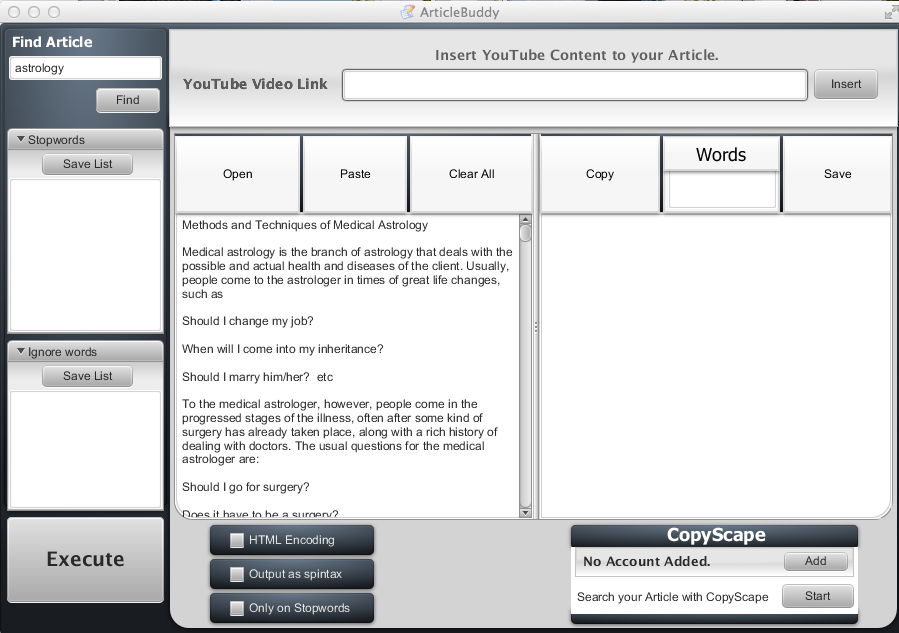 ArticleBuddy
Find Article
astrology
Find
Stopwords
Save List
Ignore words
Save List
Execute
Insert YouTube Content to your Article.
YouTube Video Link
Insert
Open
Paste
Clear All
Copy
Words
Save
Methods and Techniques of Medical Astrology
Medical astrology is the branch of astrology that deals with the
possible and actual health and diseases of the client. Usually,
people come to the astrologer in times of great life changes,
such as
Should I change my job?
When will I come into my inheritance?
Should I marry him/her?  etc
To the medical astrologer, however, people come in the
progressed stages of the illness, often after some kind of
surgery has already taken place, along with a rich history of
dealing with doctors. The usual questions for the medical
astrologer are:
Should I go for surgery?
Does it have to be a surgery?
HTML Encoding
Output as spintax
Only on Stopwords
CopyScape
No Account Added.
Add
Search your Article with CopyScape
Start